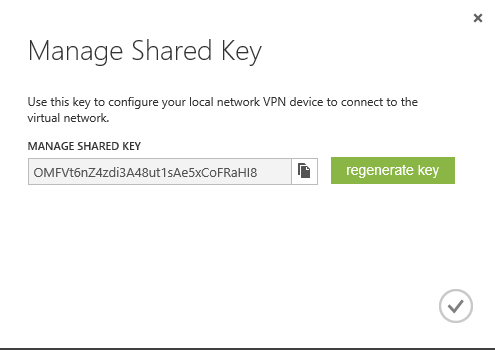 Manage Shared Key
Use this key to configure your local network VPN device to connect to the
virtual network.
MANAGE SHARED KEY
OMFVt6nZ4zdi3A48ut1sAe5xCoFRaHI8
regenerate key